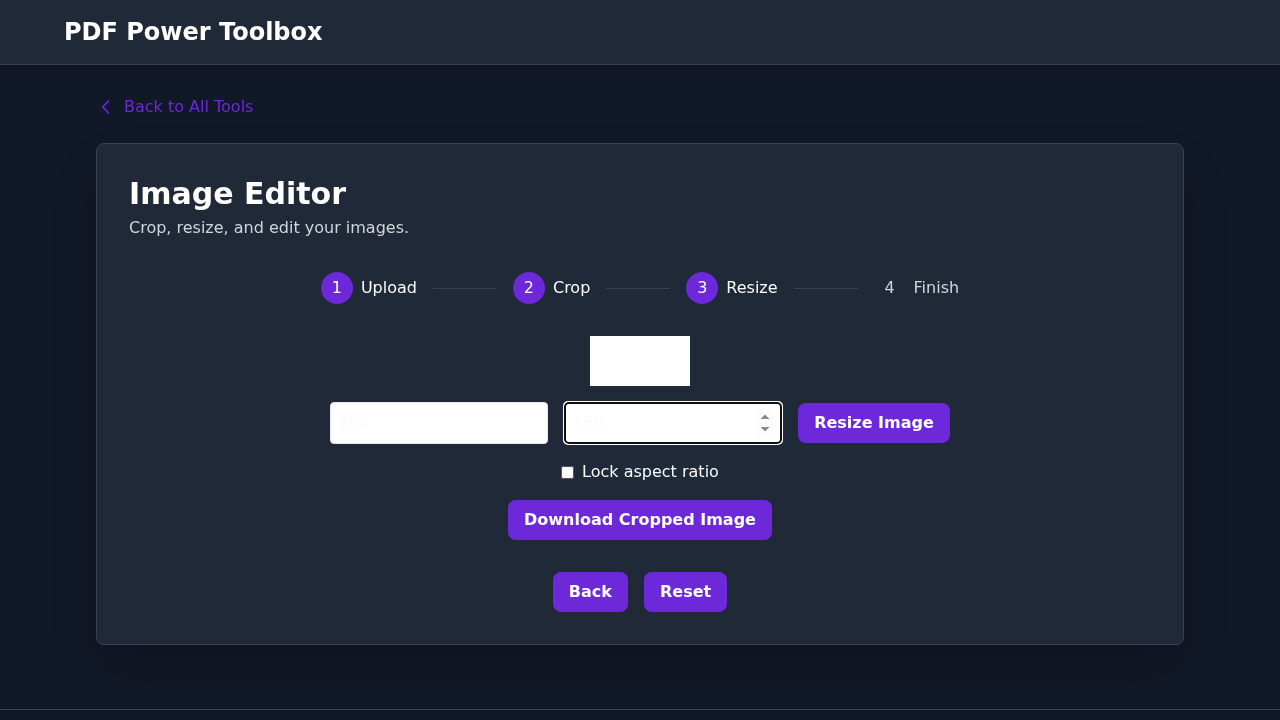 PDF Power Toolbox
Back to All Tools
Image Editor
Crop, resize, and edit your images.
1 Upload 2 Crop 3 Resize 4 Finish
200 150 Resize Image
Lock aspect ratio
Download Cropped Image
Back Reset